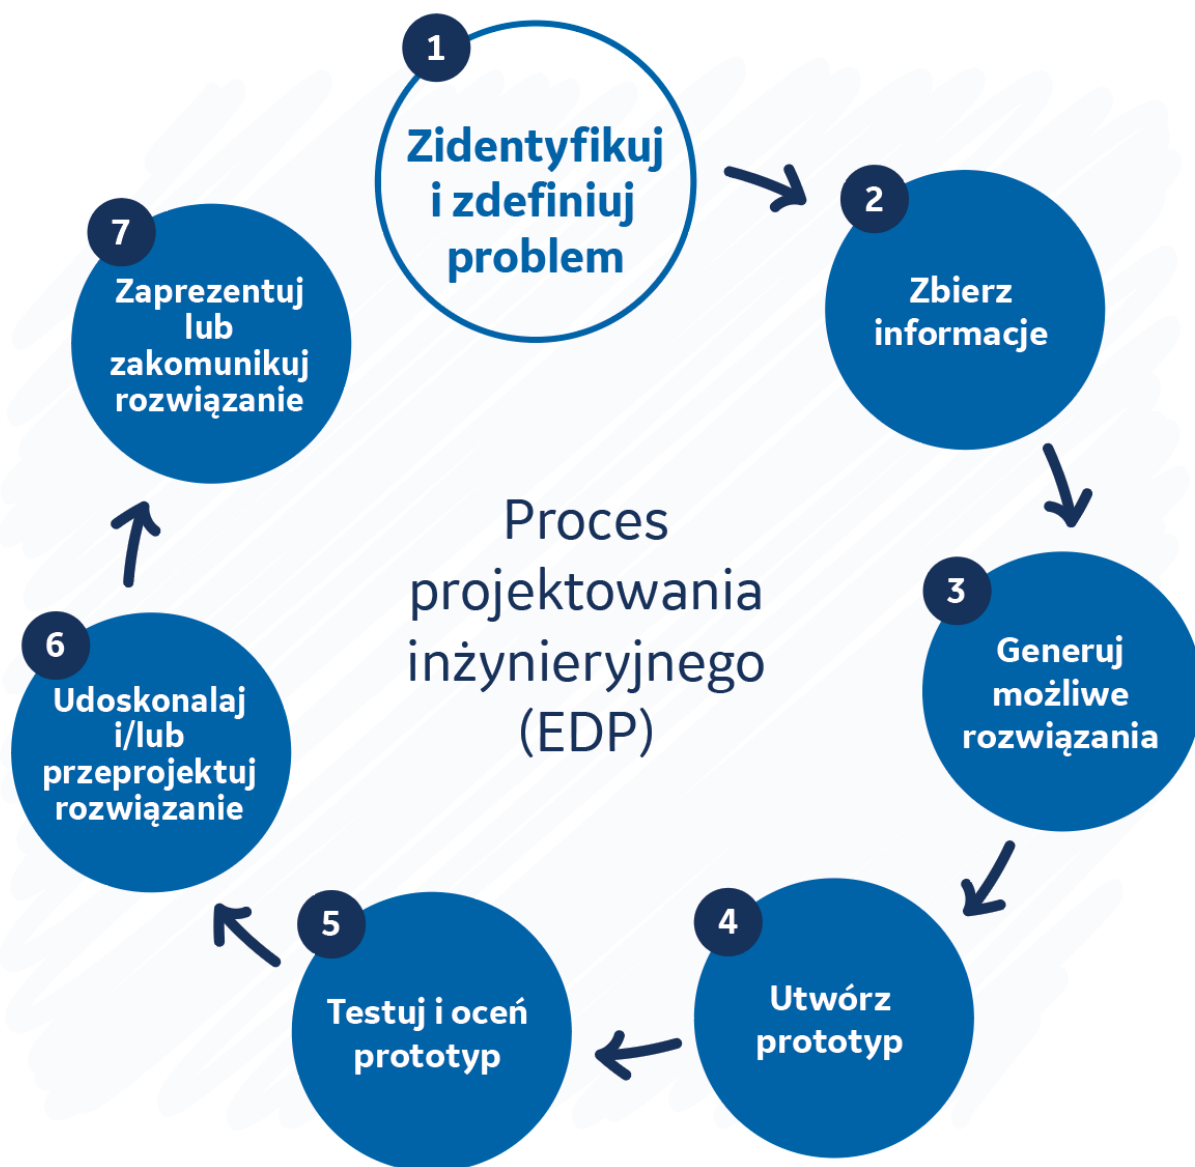 1
Zidentyfikuj
i zdefiniuj
problem
2
Zbierz
informacje
3
Generuj
możliwe
rozwiązania
4
Utwórz
prototyp
5
Testuj i oceń
prototyp
6
Udoskonalaj
i/lub
przeprojektuj
rozwiązanie
7
Zaprezentuj
lub
zakomunikuj
rozwiązanie
Proces
projektowania
inżynieryjnego
(EDP)